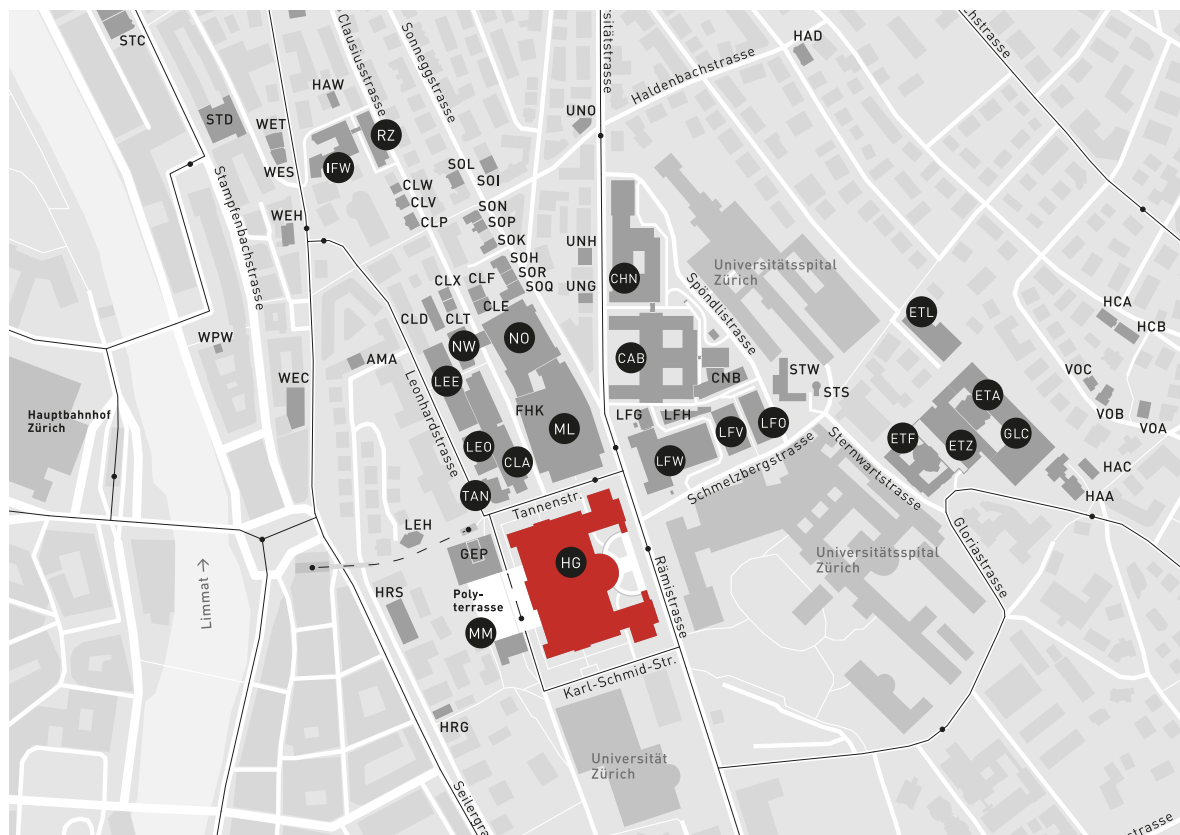 STC
Clausiusstrasse
Sonneggstrasse
sitätstrasse
HAD
chstrasse
Haldenbachstrasse
HAW
UNO
STD
WET
RZ
WES
IFW
SOL
SOI
CLW
CLV
CLP
SON
SOP
SOK
Stampfenbachstrasse
WEH
UNH
SOH
SOR
SOQ
UNG
CHN
Universitätsspital
Zürich
Spöndlistrasse
CLX
CLF
CLE
CLD
CLT
NO
ETL
HCA
HCB
WPW
AMA
NW
CAB
WEC
LEE
CNB
STW
STS
VOC
VOB
VOA
Leonhardstrasse
Hauptbahnhof
Zürich
FHK
ML
LFG
LFH
LFV
LFO
ETA
GLC
ETF
ETZ
LEO
CLA
LFW
Schmelzbergstrasse
Sternwartstrasse
HAC
HAA
TAN
Tannenstr.
LEH
GEP
HG
Rämistrasse
Universitätsspital
Zürich
Gloriastrasse
Limmat →
HRS
Poly-
terrasse
MM
Karl-Schmid-Str.
HRG
Universität
Zürich
Seilergra
strasse